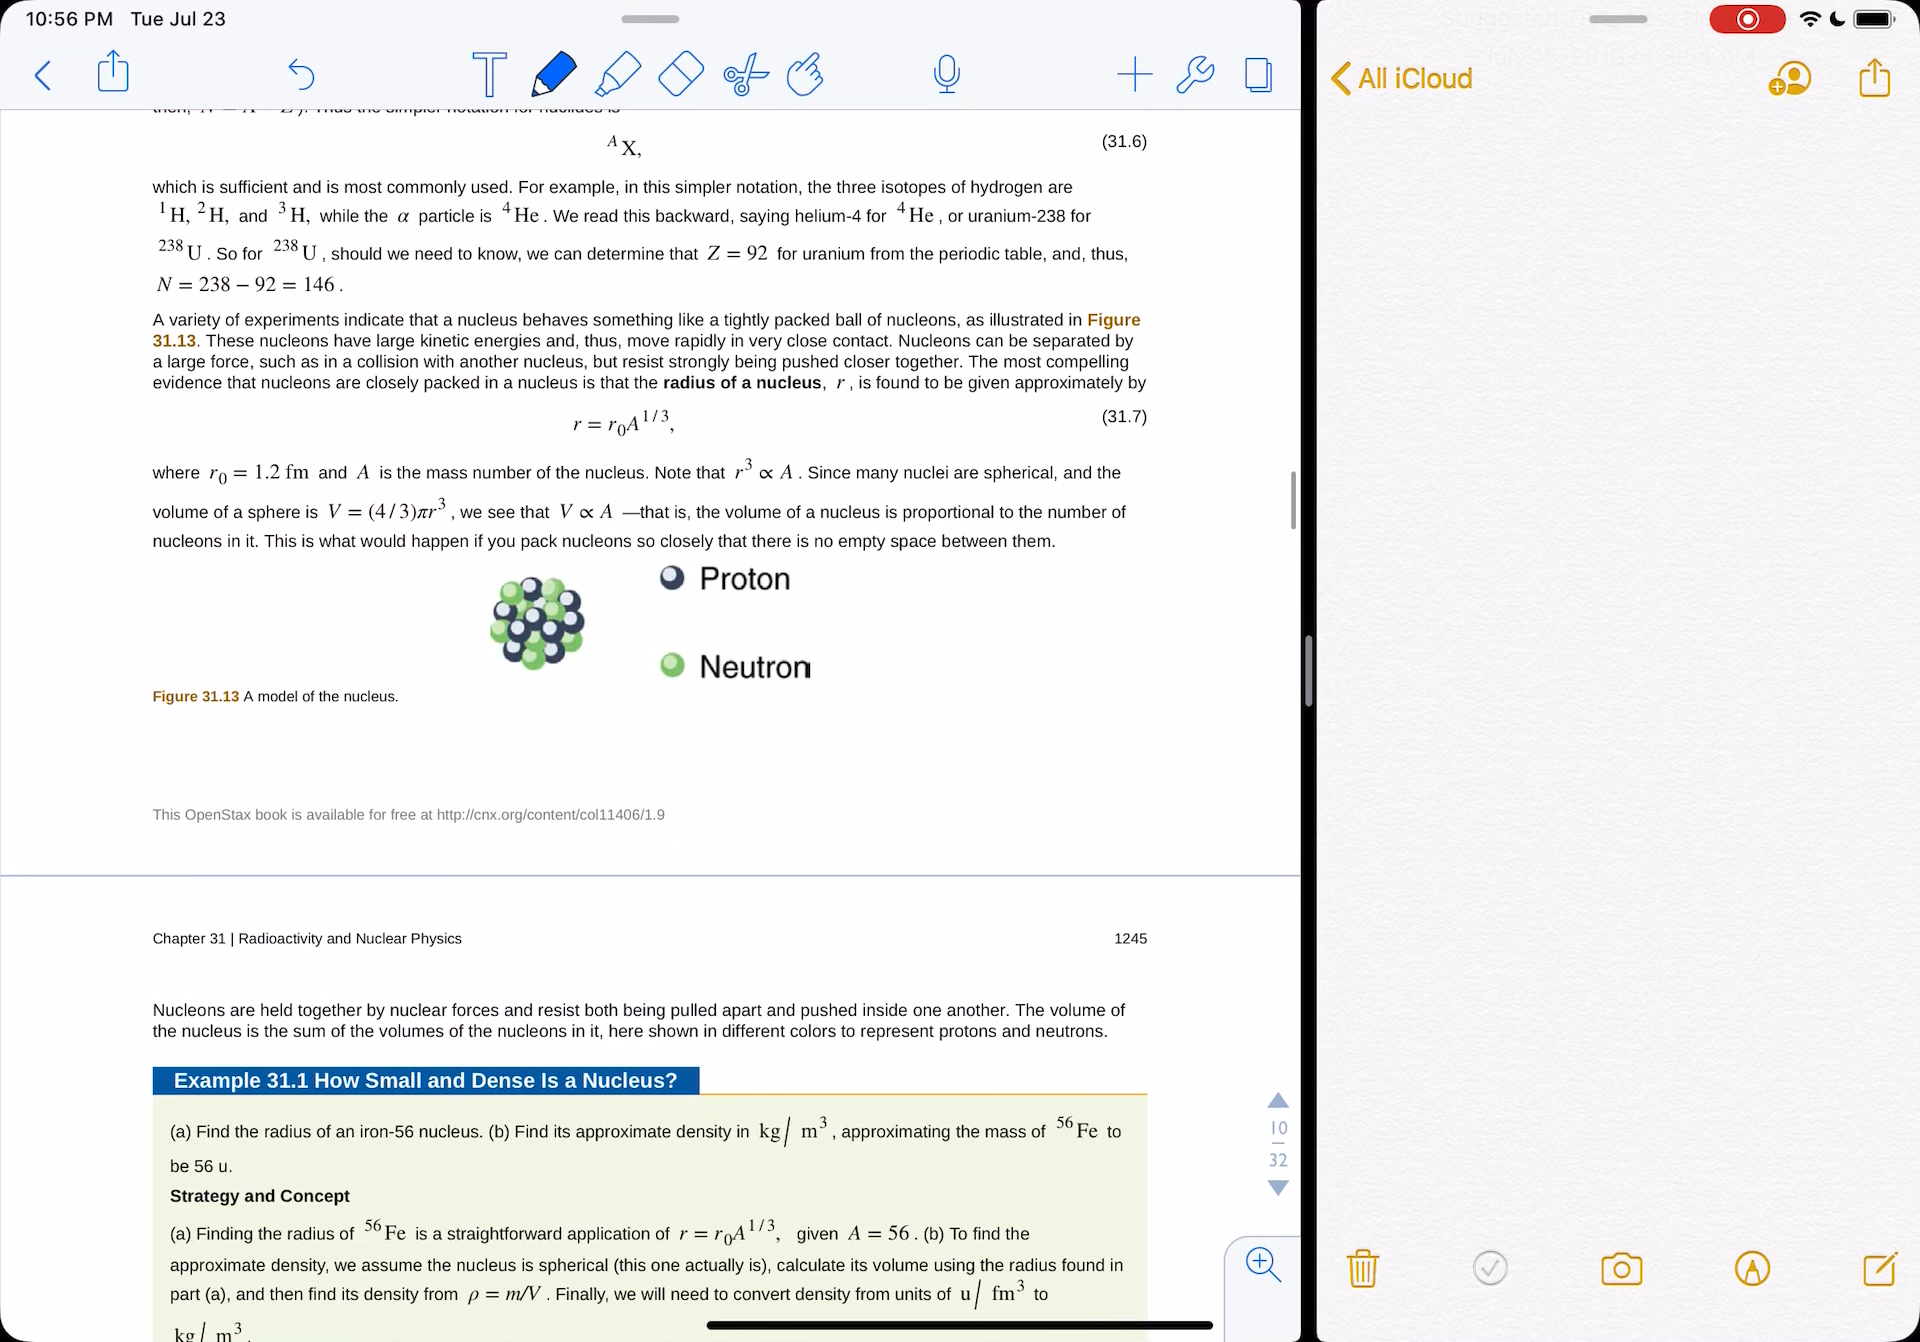 10:56 PM Tue Jul 23
All iCloud
then, N = A − Z ). Thus the simpler notation for nuclides is
ᴬX, (31.6)
which is sufficient and is most commonly used. For example, in this simpler notation, the three isotopes of hydrogen are
¹H, ²H, and ³H, while the α particle is ⁴He . We read this backward, saying helium-4 for ⁴He , or uranium-238 for
²³⁸U . So for ²³⁸U , should we need to know, we can determine that Z = 92 for uranium from the periodic table, and, thus,
N = 238 − 92 = 146 .
A variety of experiments indicate that a nucleus behaves something like a tightly packed ball of nucleons, as illustrated in Figure
31.13. These nucleons have large kinetic energies and, thus, move rapidly in very close contact. Nucleons can be separated by
a large force, such as in a collision with another nucleus, but resist strongly being pushed closer together. The most compelling
evidence that nucleons are closely packed in a nucleus is that the radius of a nucleus, r , is found to be given approximately by
r = r₀A¹ᐟ³, (31.7)
where r₀ = 1.2 fm and A is the mass number of the nucleus. Note that r³ ∝ A . Since many nuclei are spherical, and the
volume of a sphere is V = (4 / 3)πr³ , we see that V ∝ A —that is, the volume of a nucleus is proportional to the number of
nucleons in it. This is what would happen if you pack nucleons so closely that there is no empty space between them.
Proton
Neutron
Figure 31.13 A model of the nucleus.
This OpenStax book is available for free at http://cnx.org/content/col11406/1.9
Chapter 31 | Radioactivity and Nuclear Physics 1245
Nucleons are held together by nuclear forces and resist both being pulled apart and pushed inside one another. The volume of
the nucleus is the sum of the volumes of the nucleons in it, here shown in different colors to represent protons and neutrons.
Example 31.1 How Small and Dense Is a Nucleus?
(a) Find the radius of an iron-56 nucleus. (b) Find its approximate density in kg / m³ , approximating the mass of ⁵⁶Fe to
be 56 u.
Strategy and Concept
(a) Finding the radius of ⁵⁶Fe is a straightforward application of r = r₀A¹ᐟ³, given A = 56 . (b) To find the
approximate density, we assume the nucleus is spherical (this one actually is), calculate its volume using the radius found in
part (a), and then find its density from ρ = m/V . Finally, we will need to convert density from units of u / fm³ to
kg / m³ .
10
32